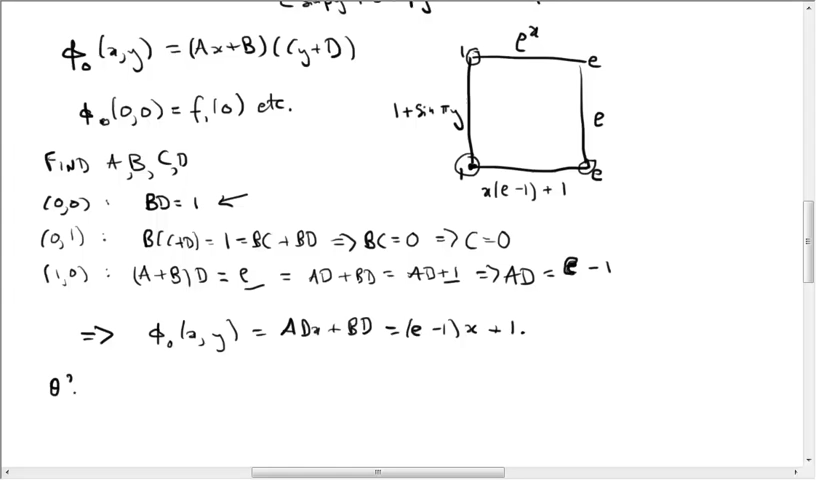 ϕ₀(x,y) = (Ax+B)(Cy+D)
e^x
1
e
ϕ₀(0,0) = f₁(0) etc.
1+Sin πy
e
FIND A,B,C,D
1
e
x(e-1)+1
(0,0) : BD = 1 ←
(0,1) : B(C+D) = 1 = BC + BD => BC = 0 => C = 0
(1,0) : (A+B)D = e = AD + BD = AD+1 => AD = e - 1
=> ϕ₀(x,y) = ADx + BD = (e-1)x + 1.
θ?